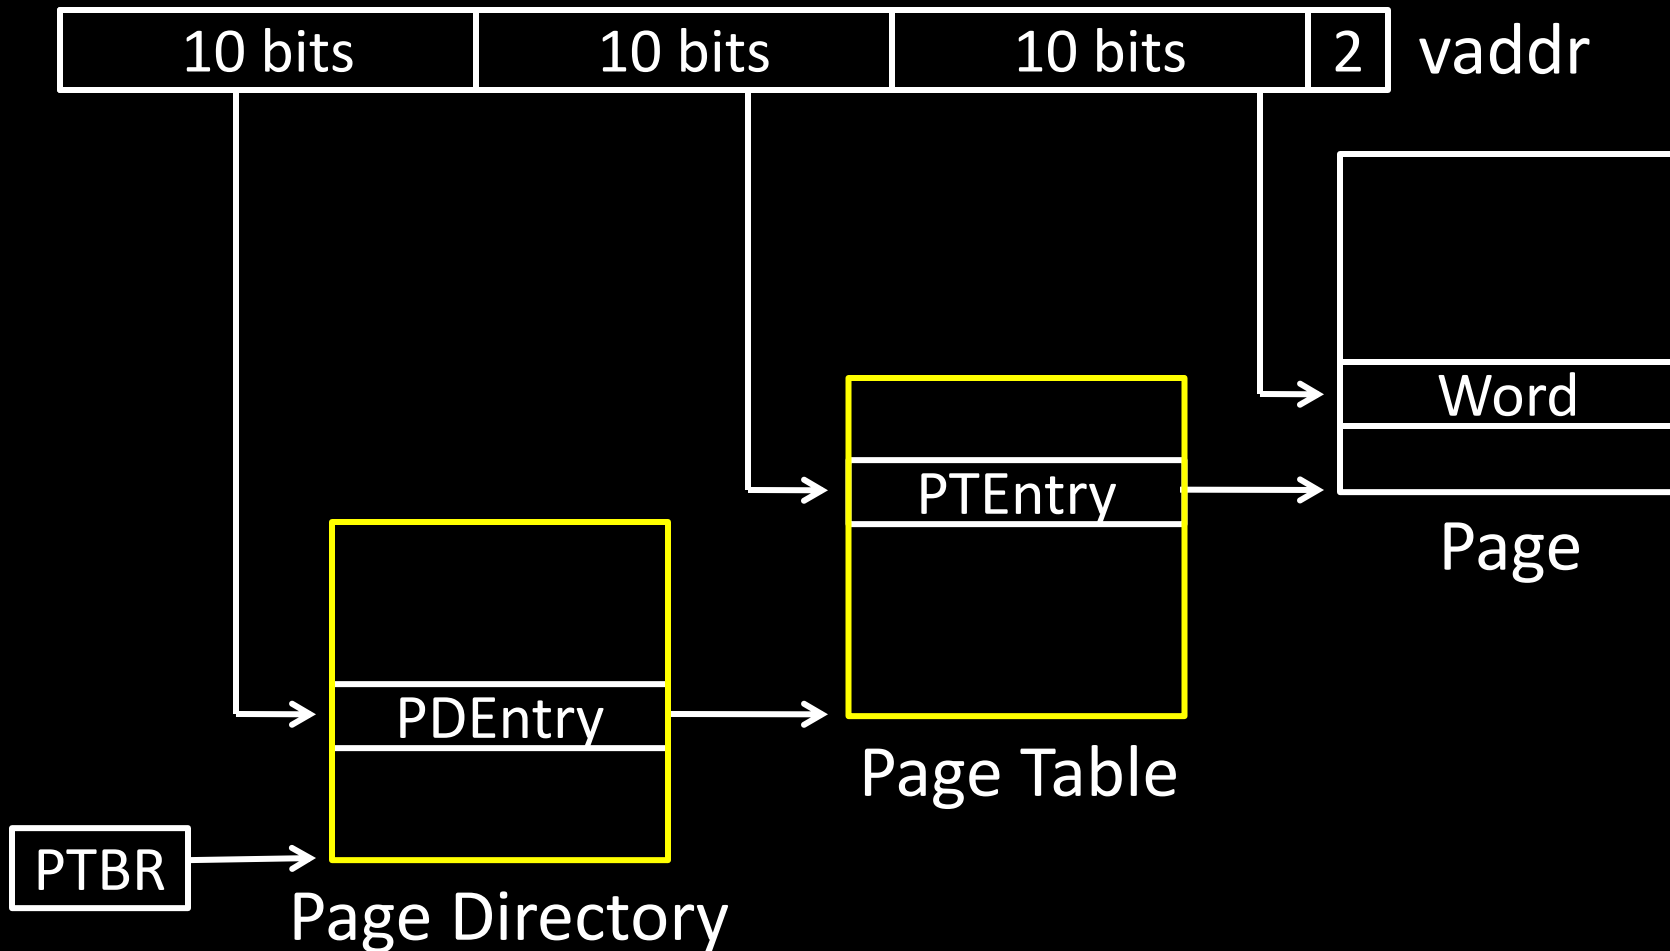 10 bits 10 bits 10 bits 2 vaddr
Word
PTEntry
Page
PDEntry
Page Table
PTBR
Page Directory